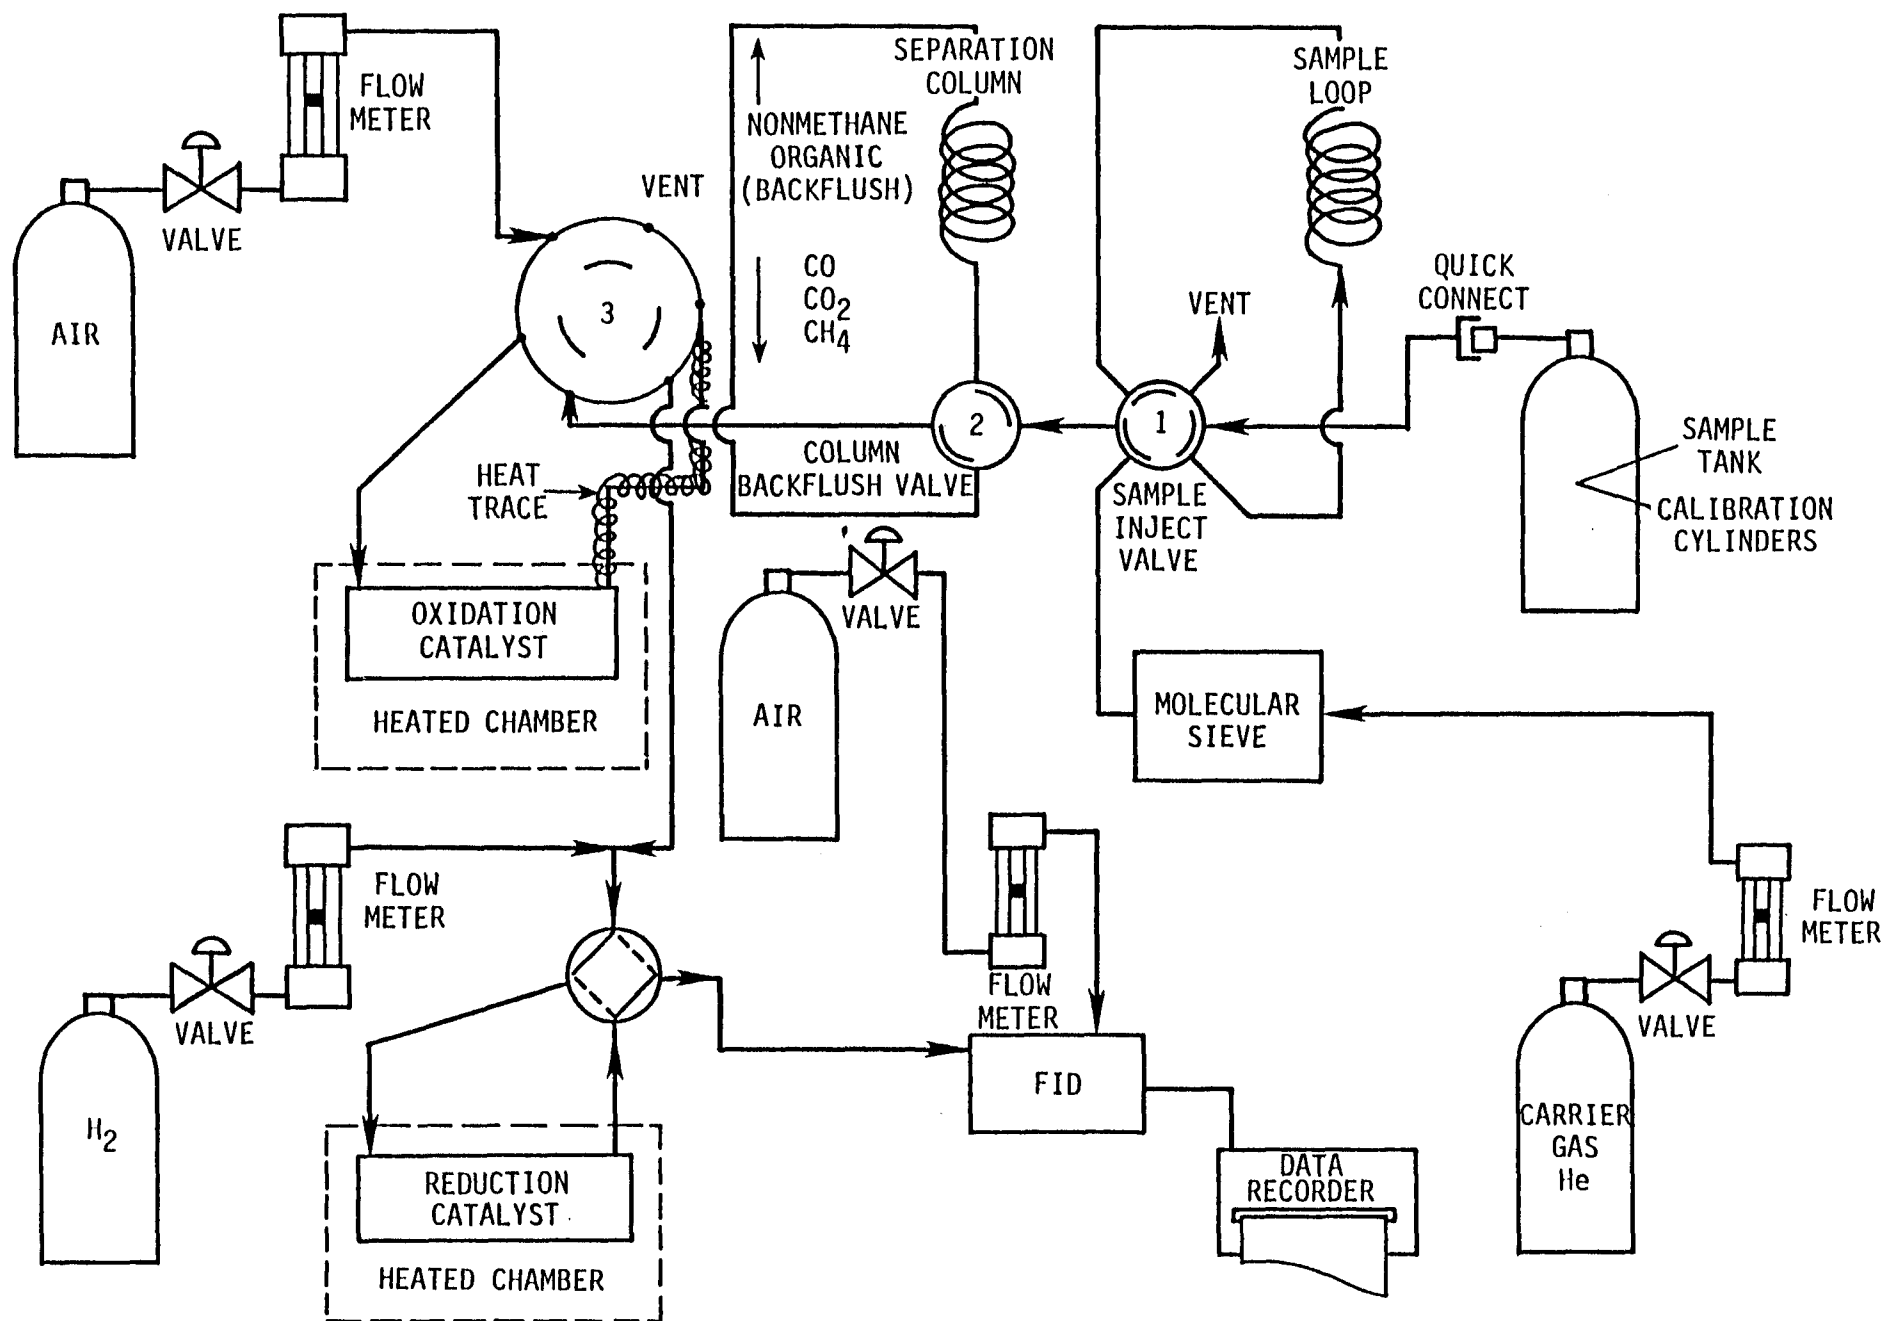 FLOW
METER
VALVE
AIR
VENT
3
NONMETHANE
ORGANIC
(BACKFLUSH)
CO
CO2
CH4
SEPARATION
COLUMN
SAMPLE
LOOP
VENT
QUICK
CONNECT
2
1
COLUMN
BACKFLUSH VALVE
SAMPLE
INJECT
VALVE
SAMPLE
TANK
CALIBRATION
CYLINDERS
HEAT
TRACE
OXIDATION
CATALYST
HEATED CHAMBER
VALVE
AIR
MOLECULAR
SIEVE
FLOW
METER
VALVE
H2
FLOW
METER
FID
FLOW
METER
VALVE
CARRIER
GAS
He
REDUCTION
CATALYST
HEATED CHAMBER
DATA
RECORDER